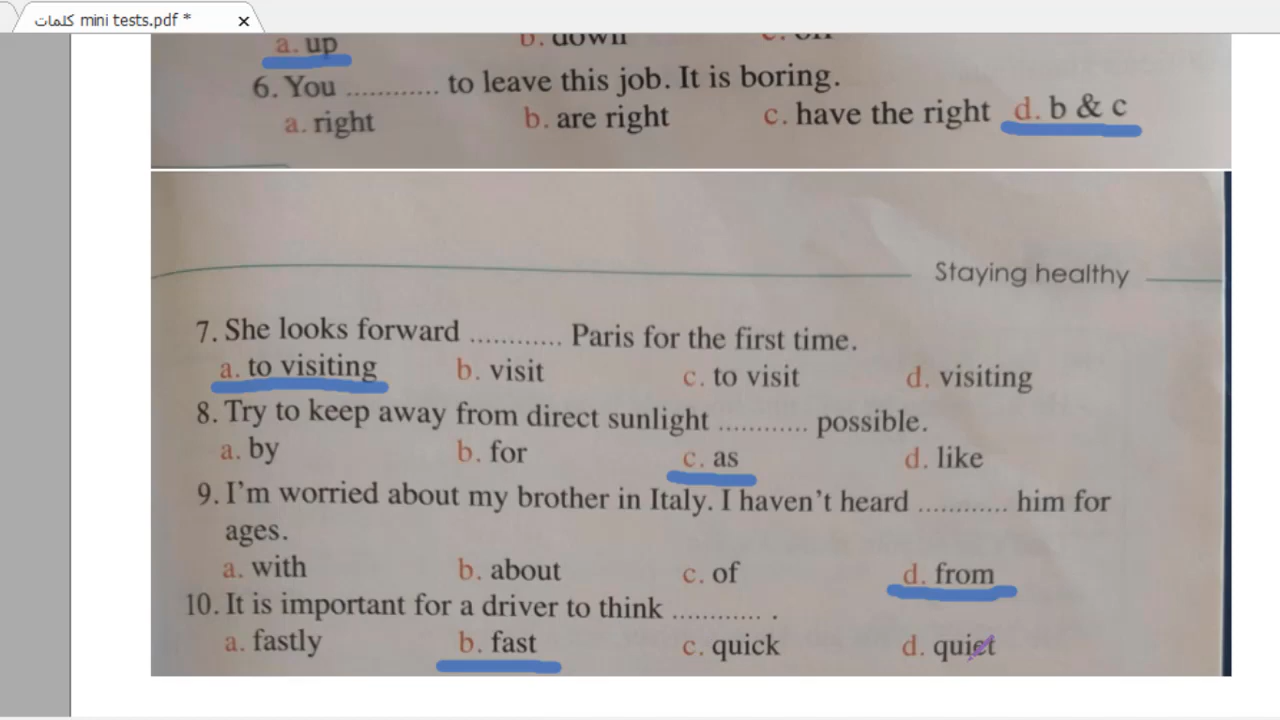 كلمات mini tests.pdf *
a. up b. down c. off
6. You ............ to leave this job. It is boring.
a. right b. are right c. have the right d. b & c
Staying healthy
7. She looks forward ............ Paris for the first time.
a. to visiting b. visit c. to visit d. visiting
8. Try to keep away from direct sunlight ............ possible.
a. by b. for c. as d. like
9. I'm worried about my brother in Italy. I haven't heard ............ him for
ages.
a. with b. about c. of d. from
10. It is important for a driver to think ............ .
a. fastly b. fast c. quick d. quiet